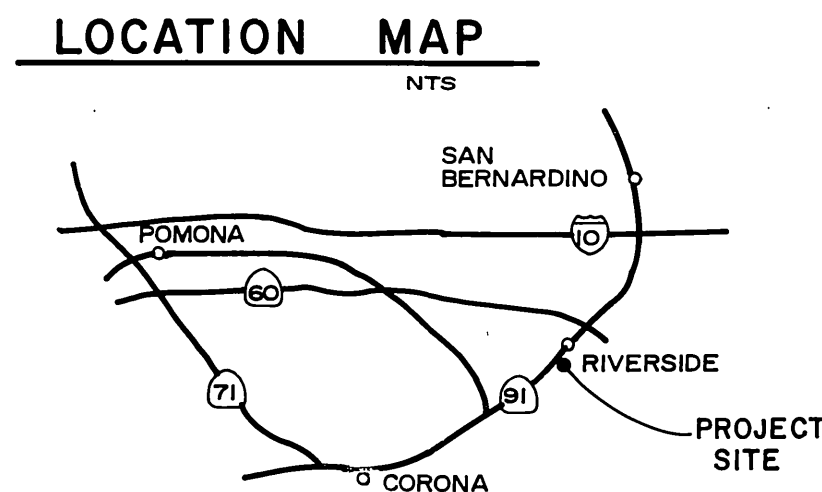 LOCATION MAP
NTS
SAN
BERNARDINO
10
POMONA
60
RIVERSIDE
71
91
PROJECT
SITE
CORONA